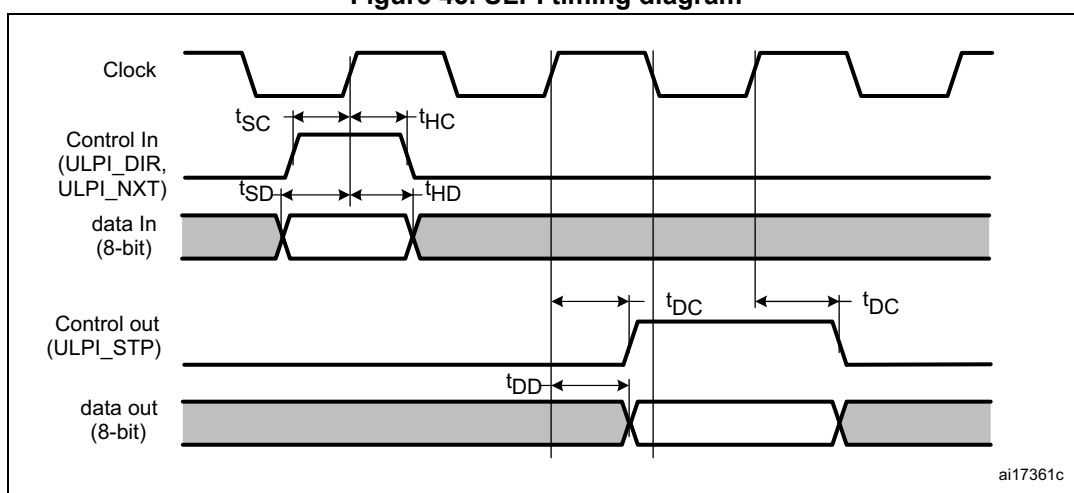 Figure ULPI timing diagram
Clock
tSC
tHC
Control In
(ULPI_DIR,
ULPI_NXT)
tSD
tHD
data In
(8-bit)
tDC
tDC
Control out
(ULPI_STP)
tDD
data out
(8-bit)
ai17361c